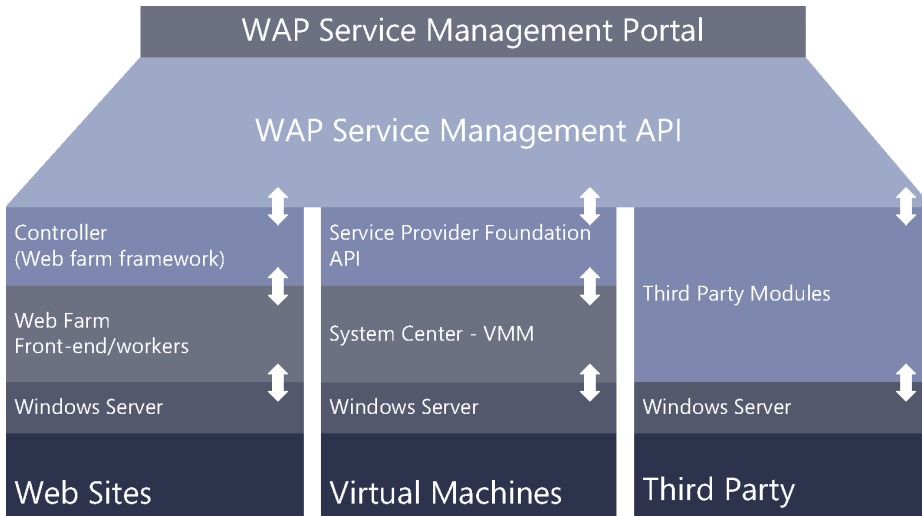 WAP Service Management Portal
WAP Service Management API
Controller
(Web farm framework)
Web Farm
Front-end/workers
Windows Server
Web Sites
Service Provider Foundation
API
System Center - VMM
Windows Server
Virtual Machines
Third Party Modules
Windows Server
Third Party